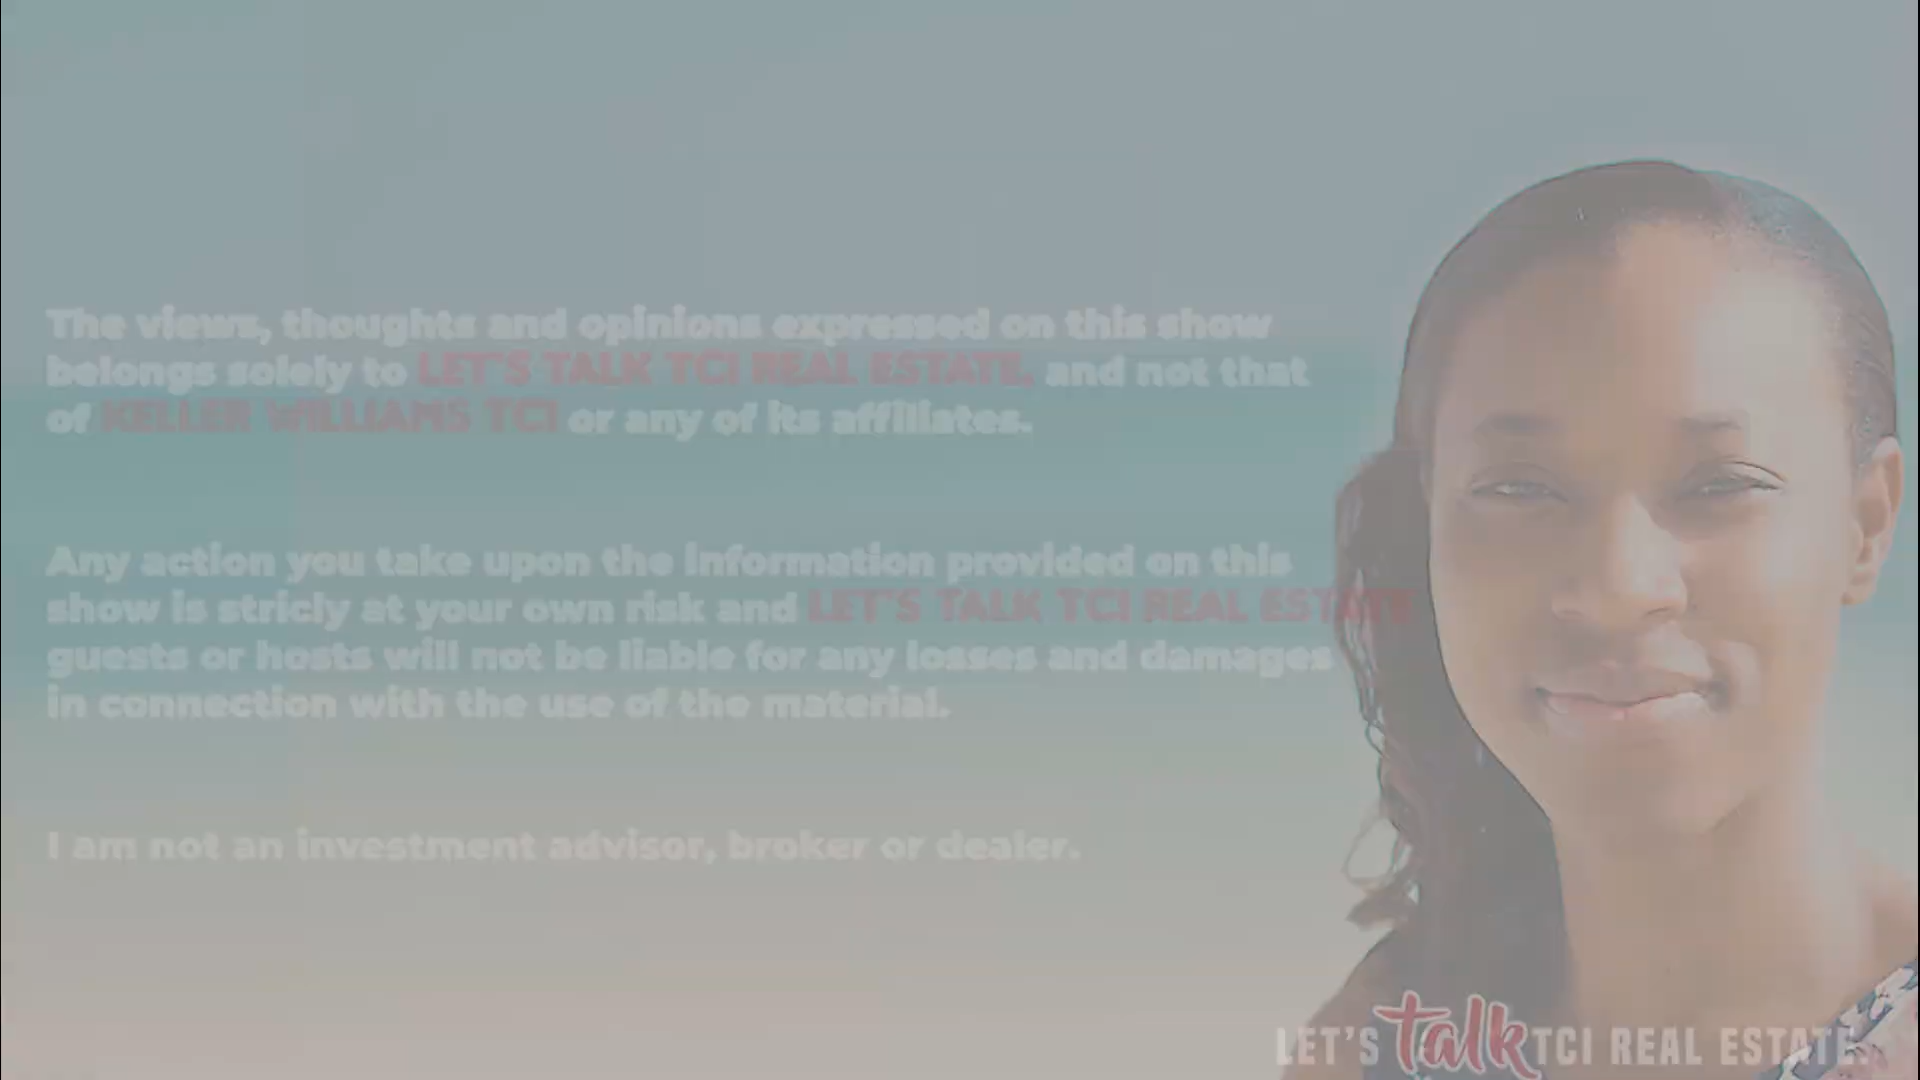 The views, thoughts and opinions expressed on this show
belongs solely to LET'S TALK TCI REAL ESTATE, and not that
of KELLER WILLIAMS TCI or any of its affiliates.
Any action you take upon the information provided on this
show is stricly at your own risk and LET'S TALK TCI REAL ESTATE
guests or hosts will not be liable for any losses and damages
in connection with the use of the material.
I am not an investment advisor, broker or dealer.
LET'S talk TCI REAL ESTATE.